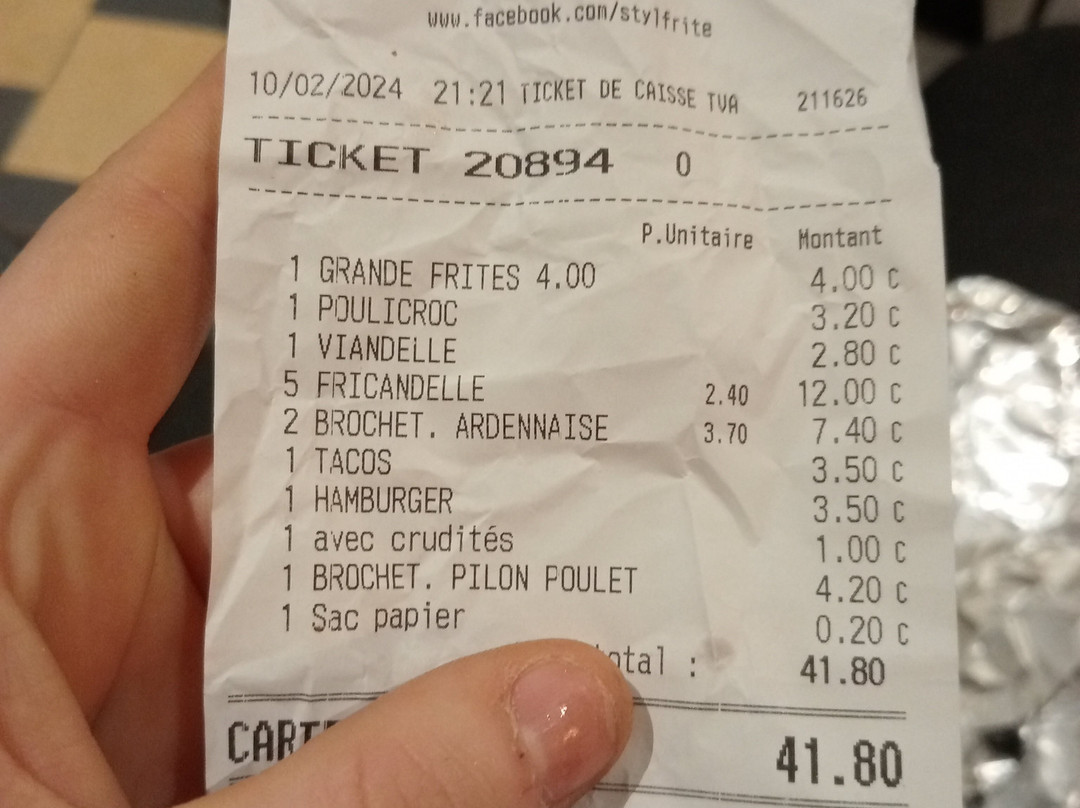 www.facebook.com/stylfrite
10/02/2024 21:21 TICKET DE CAISSE TVA 211626
TICKET 20894 0
P.Unitaire Montant
1 GRANDE FRITES 4.00 4.00 C
1 POULICROC 3.20 C
1 VIANDELLE 2.80 C
5 FRICANDELLE 2.40 12.00 C
2 BROCHET. ARDENNAISE 3.70 7.40 C
1 TACOS 3.50 C
1 HAMBURGER 3.50 C
1 avec crudités 1.00 C
1 BROCHET. PILON POULET 4.20 C
1 Sac papier 0.20 C
: 41.80
41.80